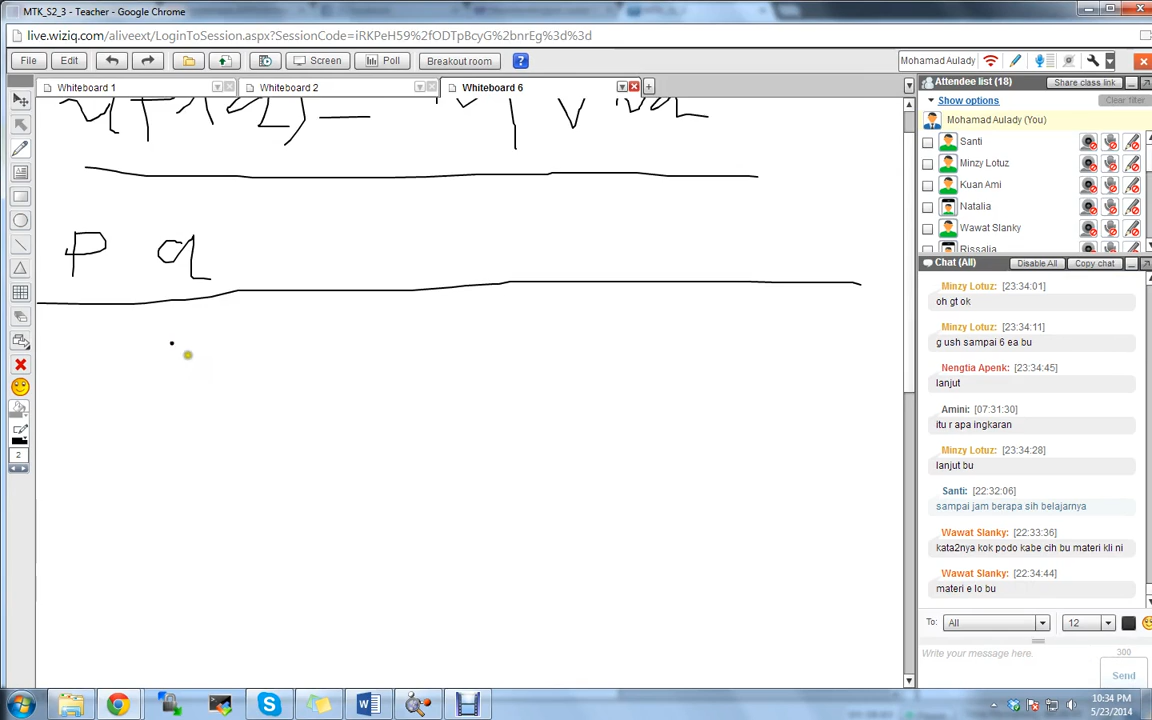 MTK_S2_3 - Teacher - Google Chrome
live.wiziq.com/aliveext/LoginToSession.aspx?SessionCode=iRKPeH59%2fODTpBcyG%2bnrEg%3d%3d
File Edit Screen Poll Breakout room ? Mohamad Aulady
Whiteboard 1 Whiteboard 2 Whiteboard 6
Attendee list (18) Share class link
Show options Clear filter
Mohamad Aulady (You)
Santi
Minzy Lotuz
Kuan Ami
Natalia
Wawat Slanky
Rissalia
p q
Chat (All) Disable All Copy chat
Minzy Lotuz: [23:34:01]
oh gt ok
Minzy Lotuz: [23:34:11]
g ush sampai 6 ea bu
Nengtia Apenk: [23:34:45]
lanjut
Amini: [07:31:30]
itu r apa ingkaran
Minzy Lotuz: [23:34:28]
lanjut bu
Santi: [22:32:06]
sampai jam berapa sih belajarnya
Wawat Slanky: [22:33:36]
kata2nya kok podo kabe cih bu materi kli ni
Wawat Slanky: [22:34:44]
materi e lo bu
2
To: All 12
Write your message here. 300
Send
10:34 PM
5/23/2014